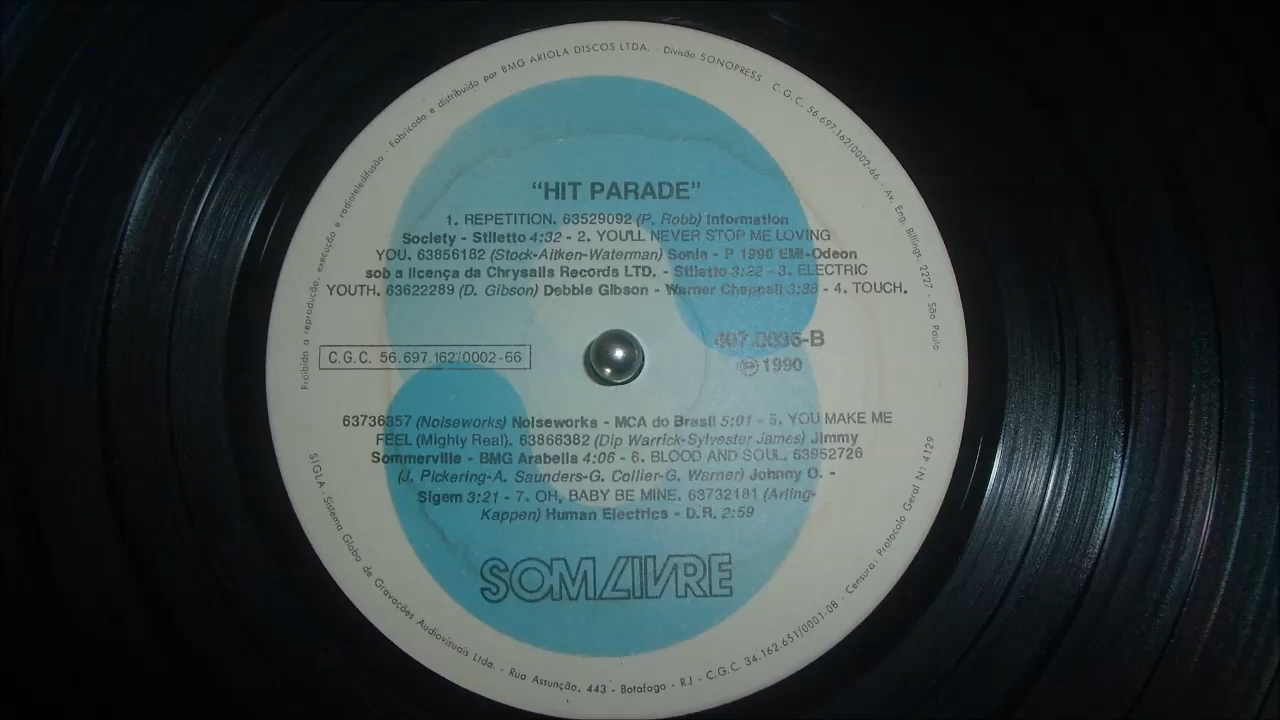 Proibido a reprodução, execução e radioteledifusão · Fabricado e distribuído por BMG ARIOLA DISCOS LTDA. - Divisão SONOPRESS - C.G.C. 56.697.162/0002-66 - Av. Eng. Billings, 2227 - São Paulo
“HIT PARADE”
1. REPETITION. 63529092 (P. Robb) Information
Society - Stiletto 4:32 - 2. YOU'LL NEVER STOP ME LOVING
YOU. 63856182 (Stock-Aitken-Waterman) Sonia - P 1990 EMI-Odeon
sob a licença da Chrysalis Records LTD. - Stiletto 3:22 - 3. ELECTRIC
YOUTH. 63622289 (D. Gibson) Debbie Gibson - Warner Chappell 3:36 - 4. TOUCH.
407.0035-B
C.G.C. 56.697.162/0002-66
℗ 1990
63736357 (Noiseworks) Noiseworks - MCA do Brasil 5:01 - 5. YOU MAKE ME
FEEL (Mighty Real). 63866382 (Dip Warrick-Sylvester James) Jimmy
Sommerville - BMG Arabella 4:06 - 6. BLOOD AND SOUL. 63952726
(J. Pickering-A. Saunders-G. Collier-G. Warner) Johnny O. -
Sigem 3:21 - 7. OH, BABY BE MINE. 63732181 (Arling-
Kappen) Human Electrics - D.R. 2:59
SOM LIVRE
SIGLA - Sistema Globo de Gravações Audiovisuais Ltda. - Rua Assunção, 443 - Botafogo - RJ - C.G.C. 34.162.651/0001-08 - Censura: Protocolo Geral Nº 4129